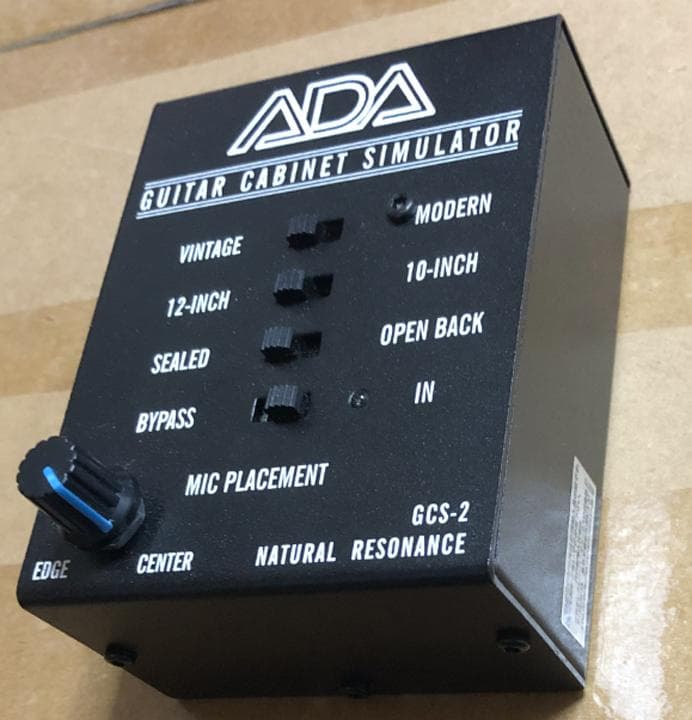 ADA
GUITAR CABINET SIMULATOR
VINTAGE MODERN
12-INCH 10-INCH
SEALED OPEN BACK
BYPASS IN
MIC PLACEMENT
GCS-2
EDGE CENTER NATURAL RESONANCE